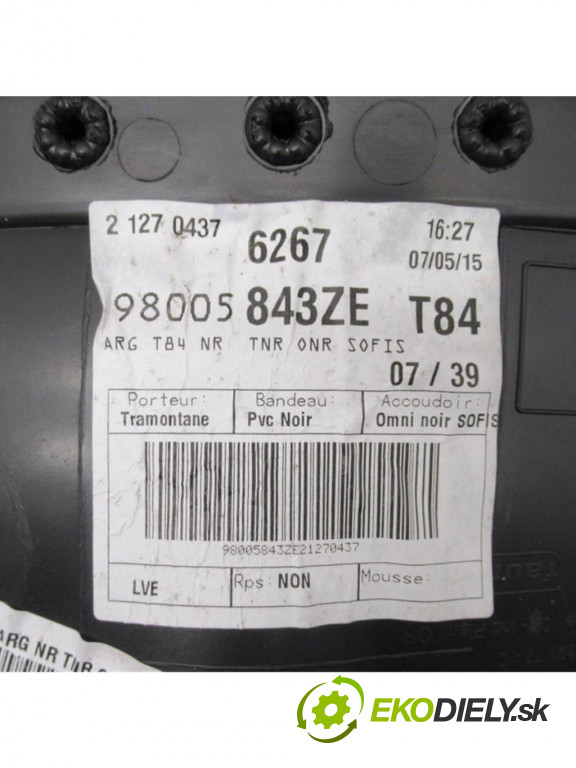 2 127 0437
6267
16:27
07/05/15
98005 843ZE T84
ARG T84 NR TNR ONR SOFIS
07 / 39
Porteur: Bandeau: Accoudoir:
Tramontane Pvc Noir Omni noir SOFIS
98005843ZE21270437
LVE Rps: NON Mousse:
ARG NR TNR
EKODIELY.sk